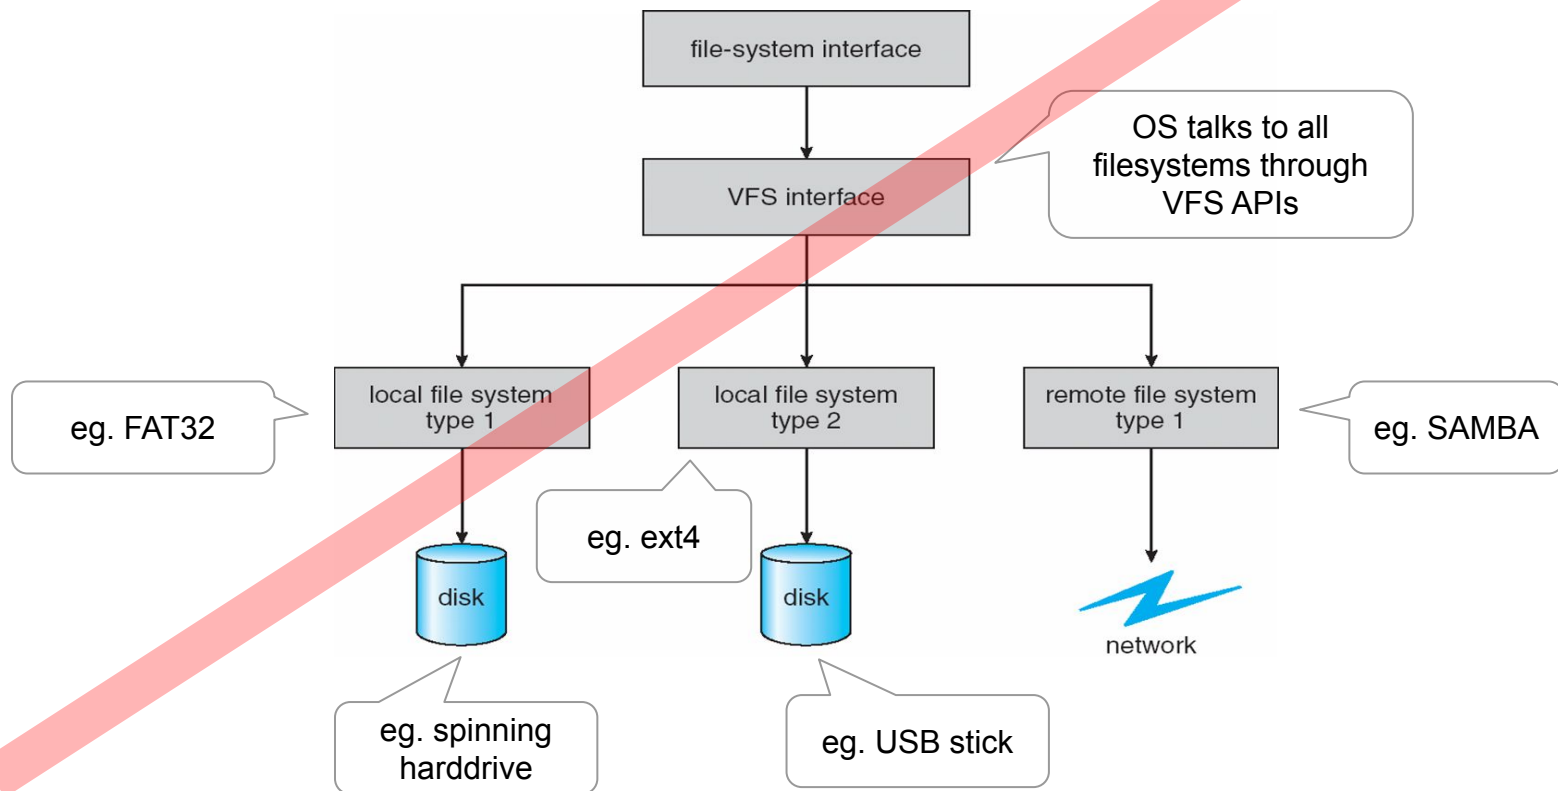 file-system interface
OS talks to all
filesystems through
VFS APIs
VFS interface
eg. FAT32
local file system
type 1
local file system
type 2
remote file system
type 1
eg. SAMBA
eg. ext4
disk
disk
network
eg. spinning
harddrive
eg. USB stick